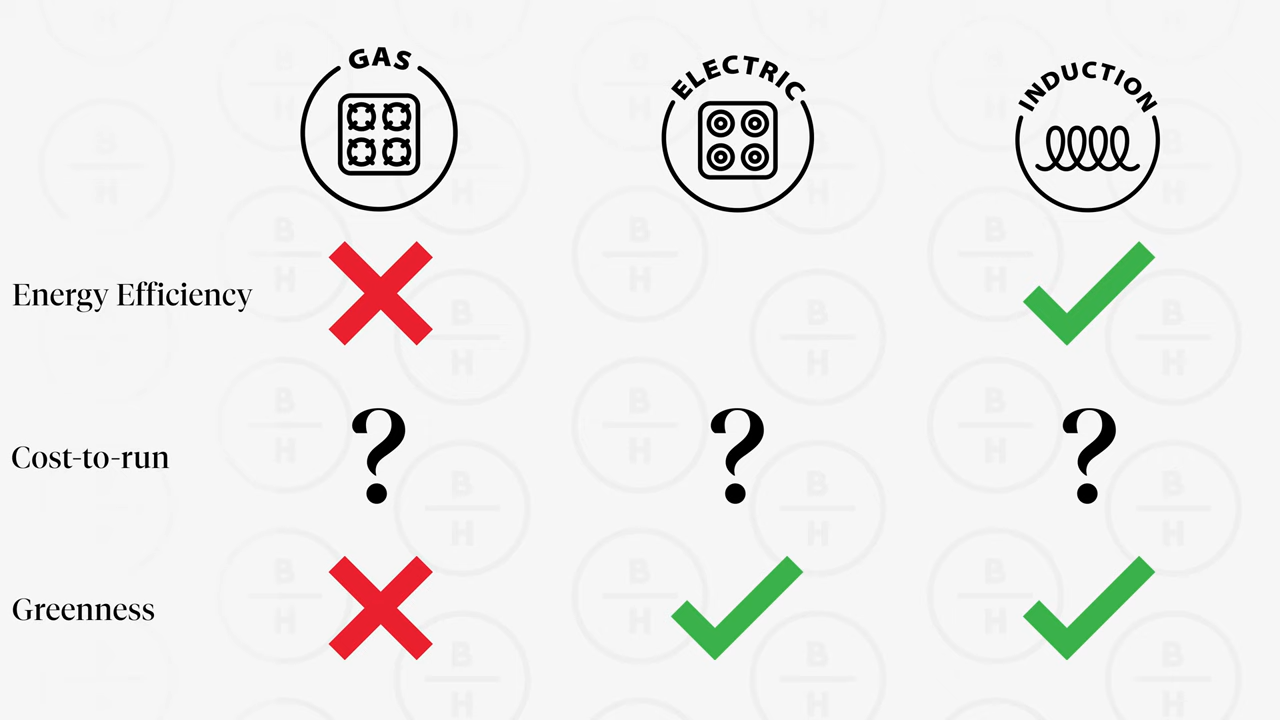 GAS
ELECTRIC
INDUCTION
Energy Efficiency
Cost-to-run
? ? ?
Greenness
B
H